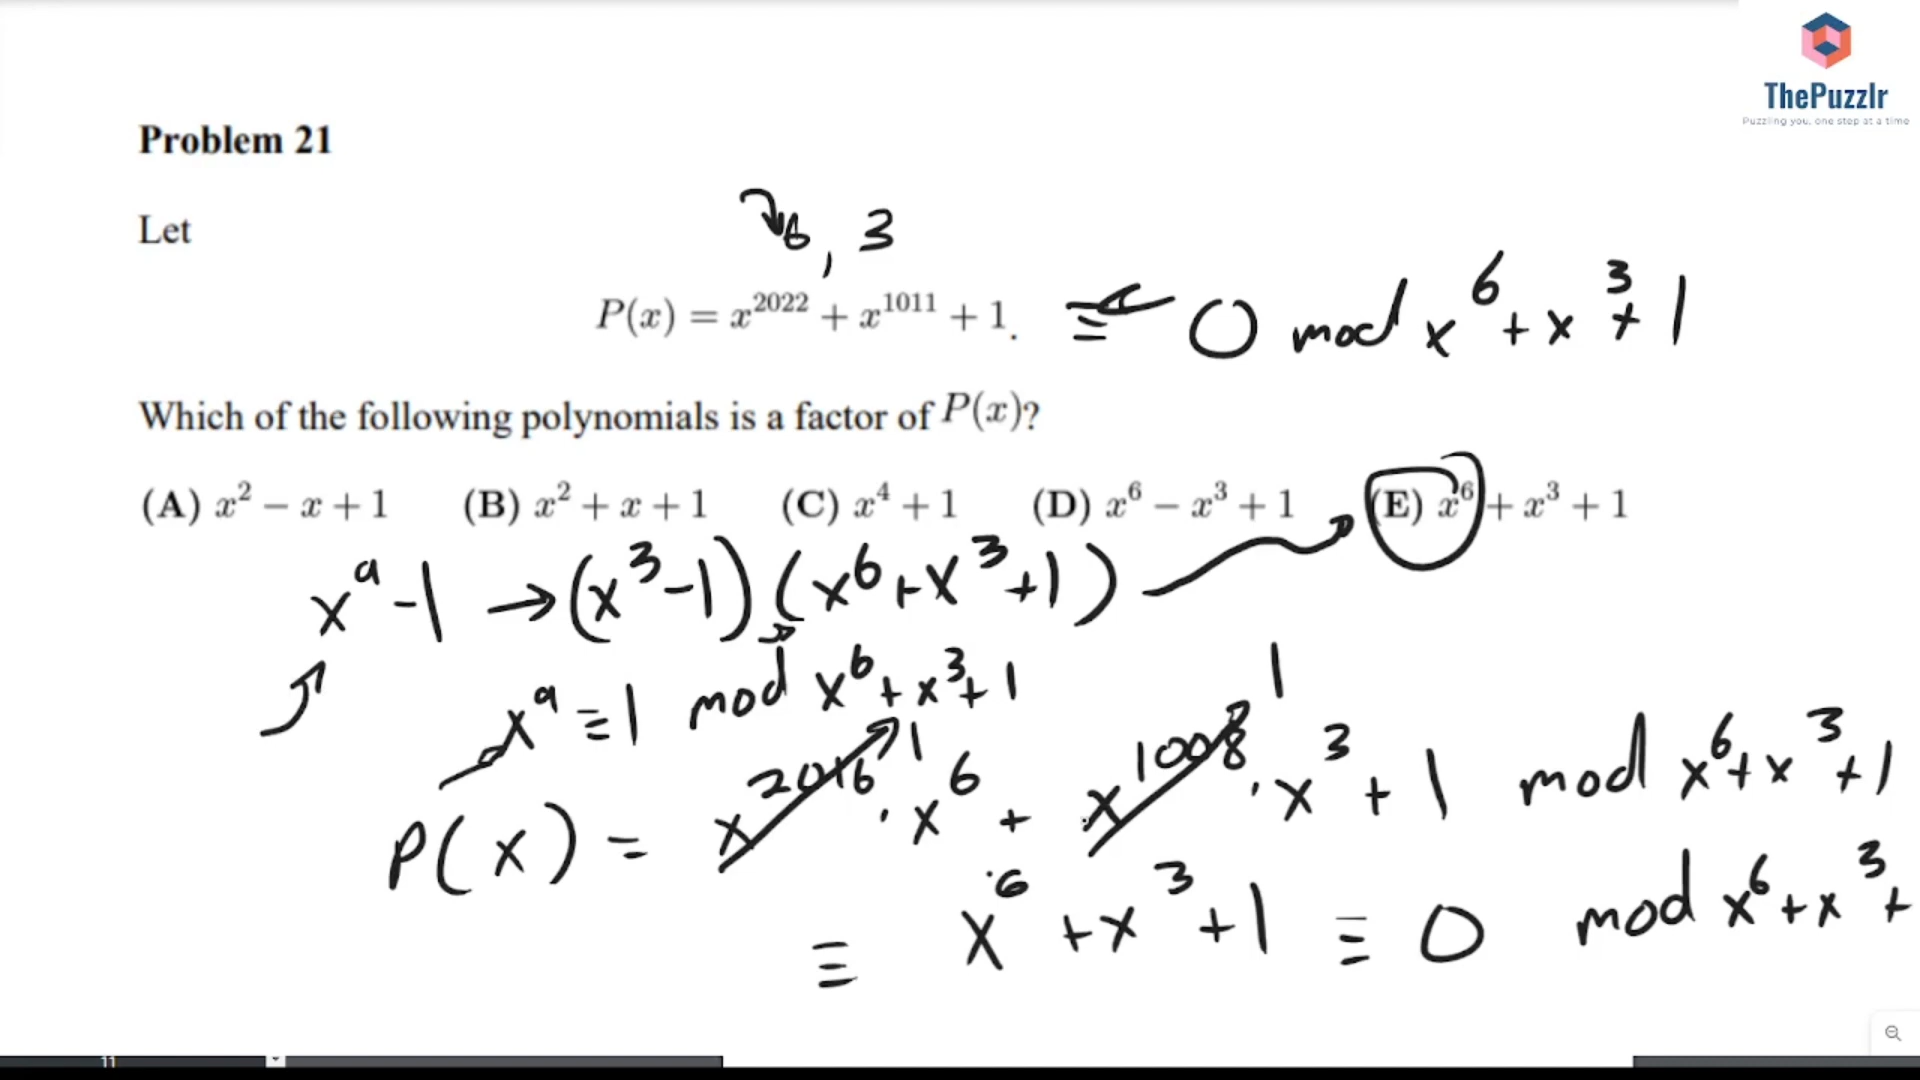 ThePuzzlr
Puzzling you, one step at a time
Problem 21
Let
6, 3
P(x) = x^2022 + x^1011 + 1. ≡ 0 mod x^6 + x^3 + 1
Which of the following polynomials is a factor of P(x)?
(A) x^2 − x + 1 (B) x^2 + x + 1 (C) x^4 + 1 (D) x^6 − x^3 + 1 (E) x^6 + x^3 + 1
x^9 - 1 → (x^3 - 1)(x^6 + x^3 + 1)
x^9 ≡ 1 mod x^6 + x^3 + 1
1 1
P(x) = x^2016 · x^6 + x^1008 · x^3 + 1 mod x^6 + x^3 + 1
≡ x^6 + x^3 + 1 ≡ 0 mod x^6 + x^3 +
11